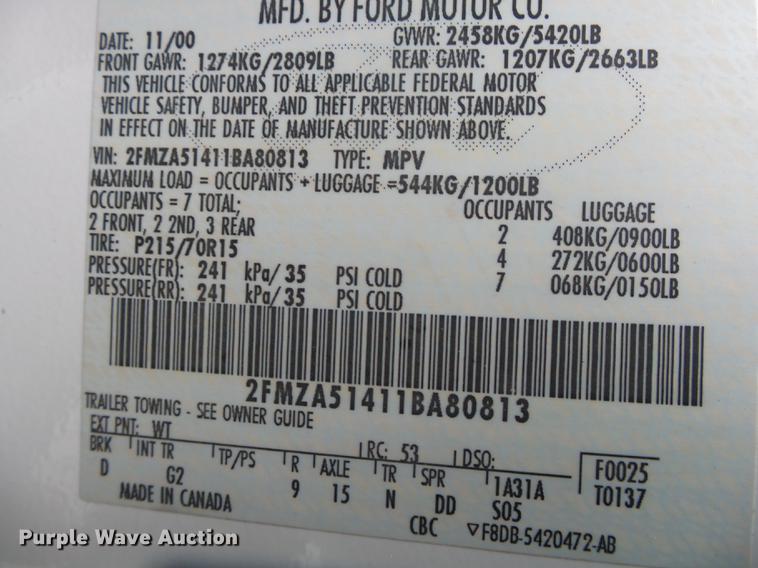 MFD. BY FORD MOTOR CO.
DATE: 11/00 GVWR: 2458KG/5420LB
FRONT GAWR: 1274KG/2809LB REAR GAWR: 1207KG/2663LB
THIS VEHICLE CONFORMS TO ALL APPLICABLE FEDERAL MOTOR
VEHICLE SAFETY, BUMPER, AND THEFT PREVENTION STANDARDS
IN EFFECT ON THE DATE OF MANUFACTURE SHOWN ABOVE.
VIN: 2FMZA51411BA80813 TYPE: MPV
MAXIMUM LOAD = OCCUPANTS + LUGGAGE =544KG/1200LB
OCCUPANTS = 7 TOTAL; OCCUPANTS LUGGAGE
2 FRONT, 2 2ND, 3 REAR 2 408KG/0900LB
TIRE: P215/70R15 4 272KG/0600LB
PRESSURE(FR): 241 kPa/35 PSI COLD 7 068KG/0150LB
PRESSURE(RR): 241 kPa/35 PSI COLD
2FMZA51411BA80813
TRAILER TOWING - SEE OWNER GUIDE
EXT PNT: WT RC: 53 DSO: F0025
BRK INT TR TP/PS R AXLE TR SPR 1A31A T0137
D G2 9 15 N DD S05
MADE IN CANADA CBC ▽F8DB-5420472-AB
Purple Wave Auction